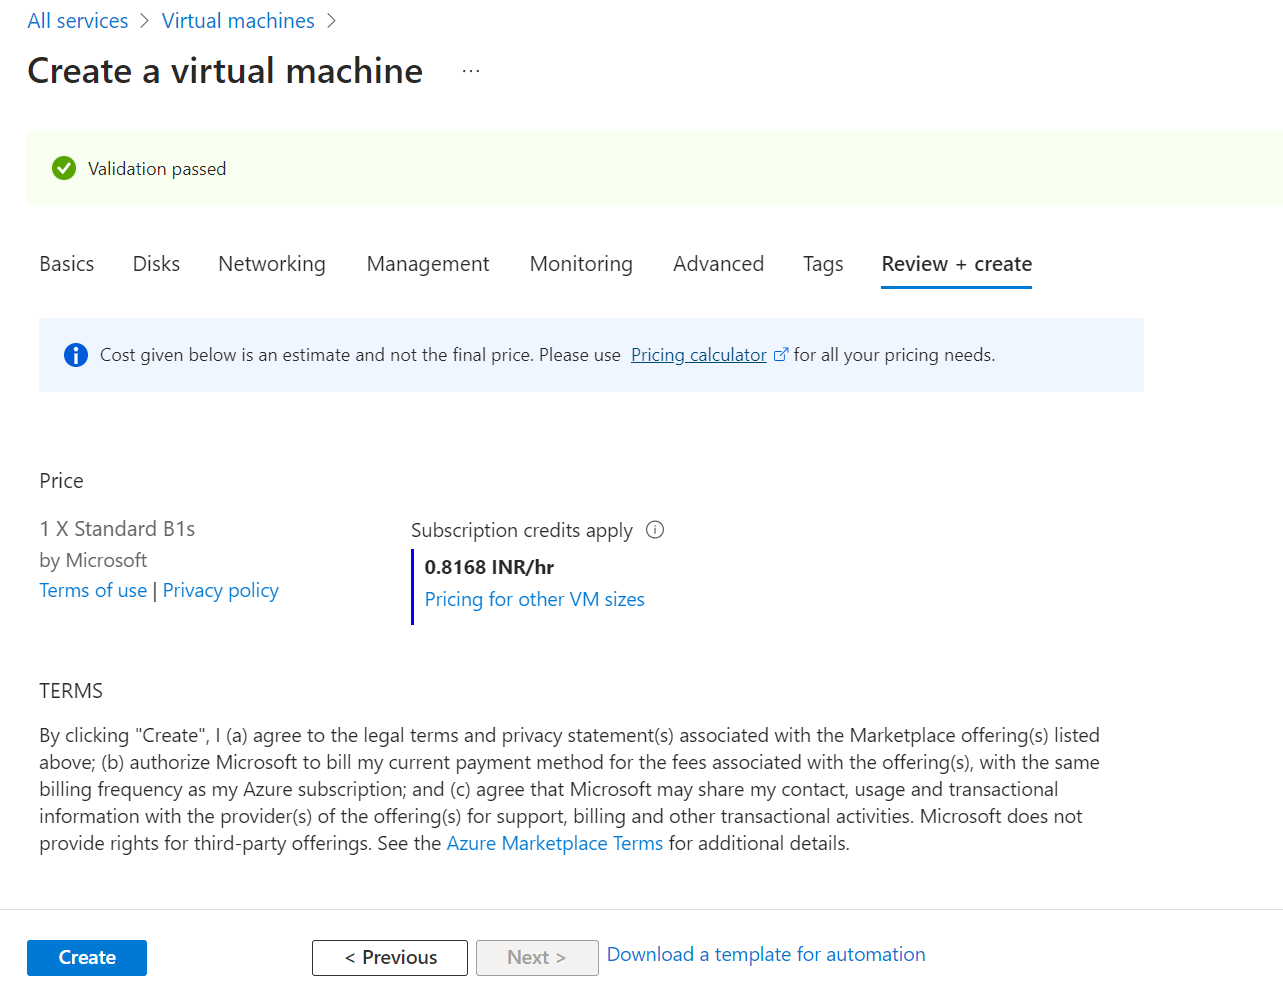 All services > Virtual machines >
Create a virtual machine ...
Validation passed
Basics Disks Networking Management Monitoring Advanced Tags Review + create
Cost given below is an estimate and not the final price. Please use Pricing calculator for all your pricing needs.
Price
1 X Standard B1s
by Microsoft
Terms of use | Privacy policy
Subscription credits apply
0.8168 INR/hr
Pricing for other VM sizes
TERMS
By clicking "Create", I (a) agree to the legal terms and privacy statement(s) associated with the Marketplace offering(s) listed
above; (b) authorize Microsoft to bill my current payment method for the fees associated with the offering(s), with the same
billing frequency as my Azure subscription; and (c) agree that Microsoft may share my contact, usage and transactional
information with the provider(s) of the offering(s) for support, billing and other transactional activities. Microsoft does not
provide rights for third-party offerings. See the Azure Marketplace Terms for additional details.
Create < Previous Next > Download a template for automation